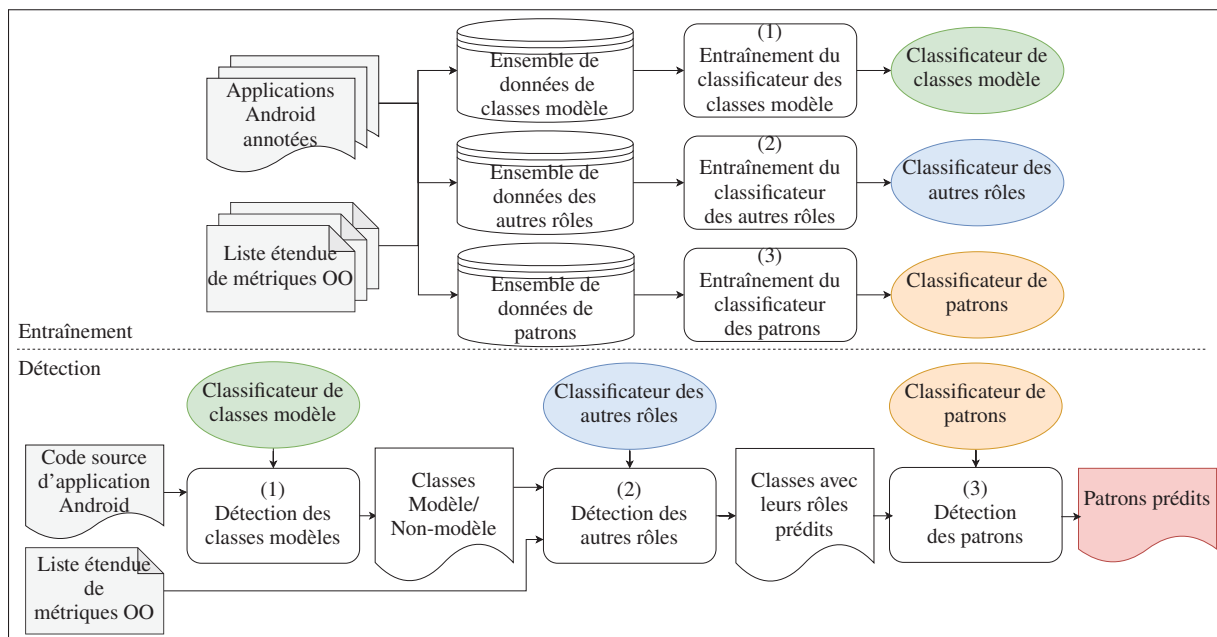 Applications
Android
annotées
Liste étendue
de métriques OO
Ensemble de
données de
classes modèle
(1)
Entraînement du
classificateur des
classes modèle
Classificateur de
classes modèle
Ensemble de
données des
autres rôles
(2)
Entraînement du
classificateur
des autres rôles
Classificateur des
autres rôles
Ensemble de
données de
patrons
(3)
Entraînement du
classificateur
des patrons
Classificateur de
patrons
Entraînement
Détection
Classificateur de
classes modèle
Classificateur des
autres rôles
Classificateur de
patrons
Code source
d'application
Android
(1)
Détection des
classes modèles
Classes
Modèle/
Non-modèle
(2)
Détection des
autres rôles
Classes avec
leurs rôles
prédits
(3)
Détection
des patrons
Patrons prédits
Liste étendue
de
métriques OO